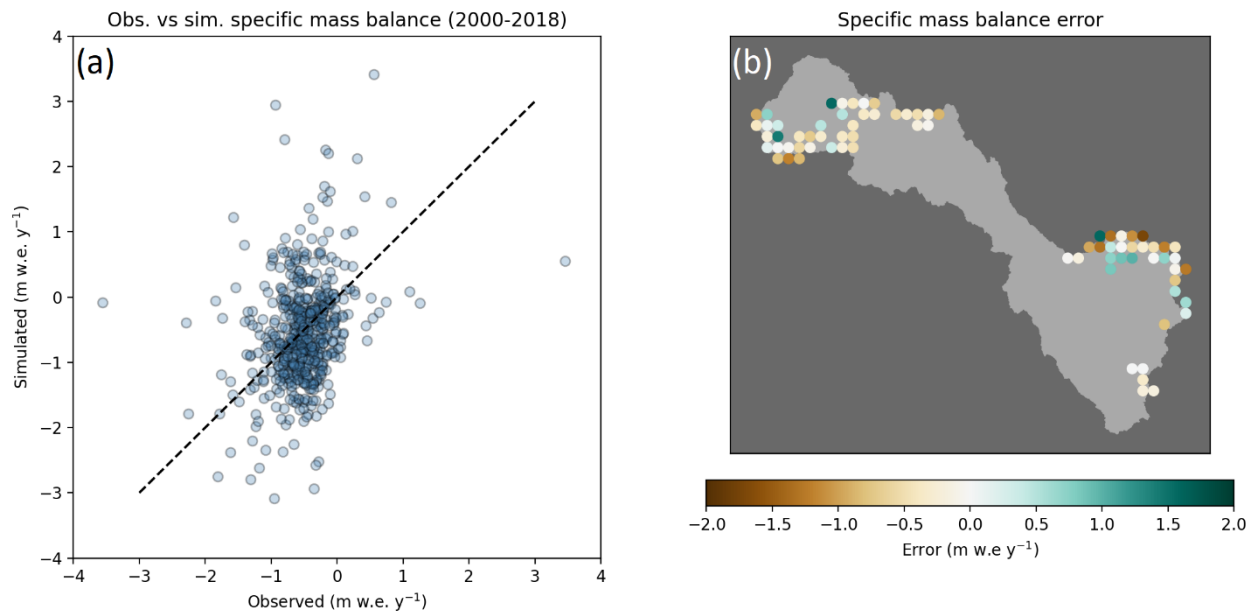 Obs. vs sim. specific mass balance (2000-2018)
(a)
4
3
2
1
0
−1
−2
−3
−4
Simulated (m w.e. y⁻¹)
−4 −3 −2 −1 0 1 2 3 4
Observed (m w.e. y⁻¹)
Specific mass balance error
(b)
−2.0 −1.5 −1.0 −0.5 0.0 0.5 1.0 1.5 2.0
Error (m w.e y⁻¹)